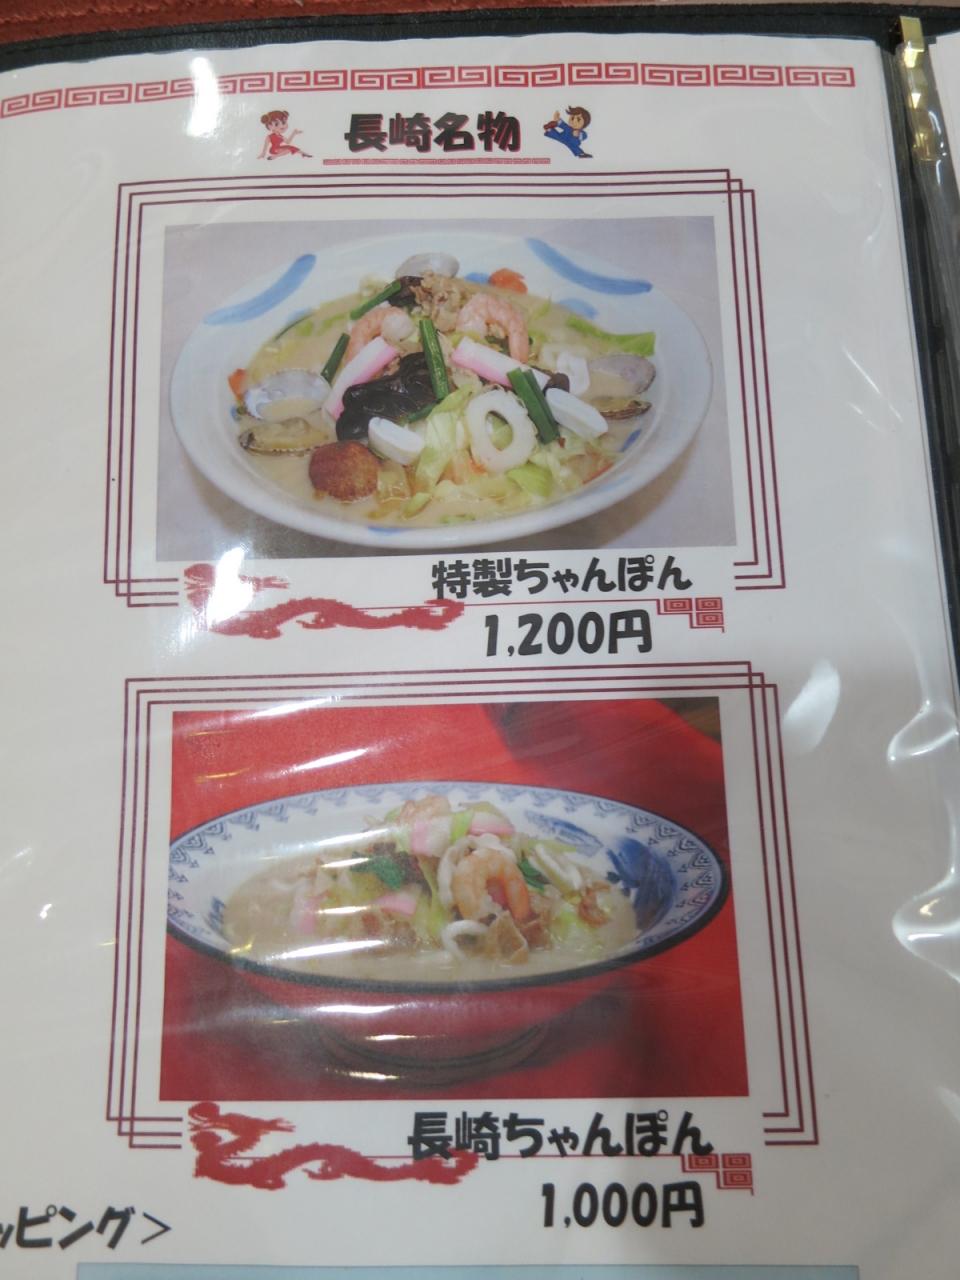 長崎名物
特製ちゃんぽん
1,200円
長崎ちゃんぽん
1,000円
ッピング＞